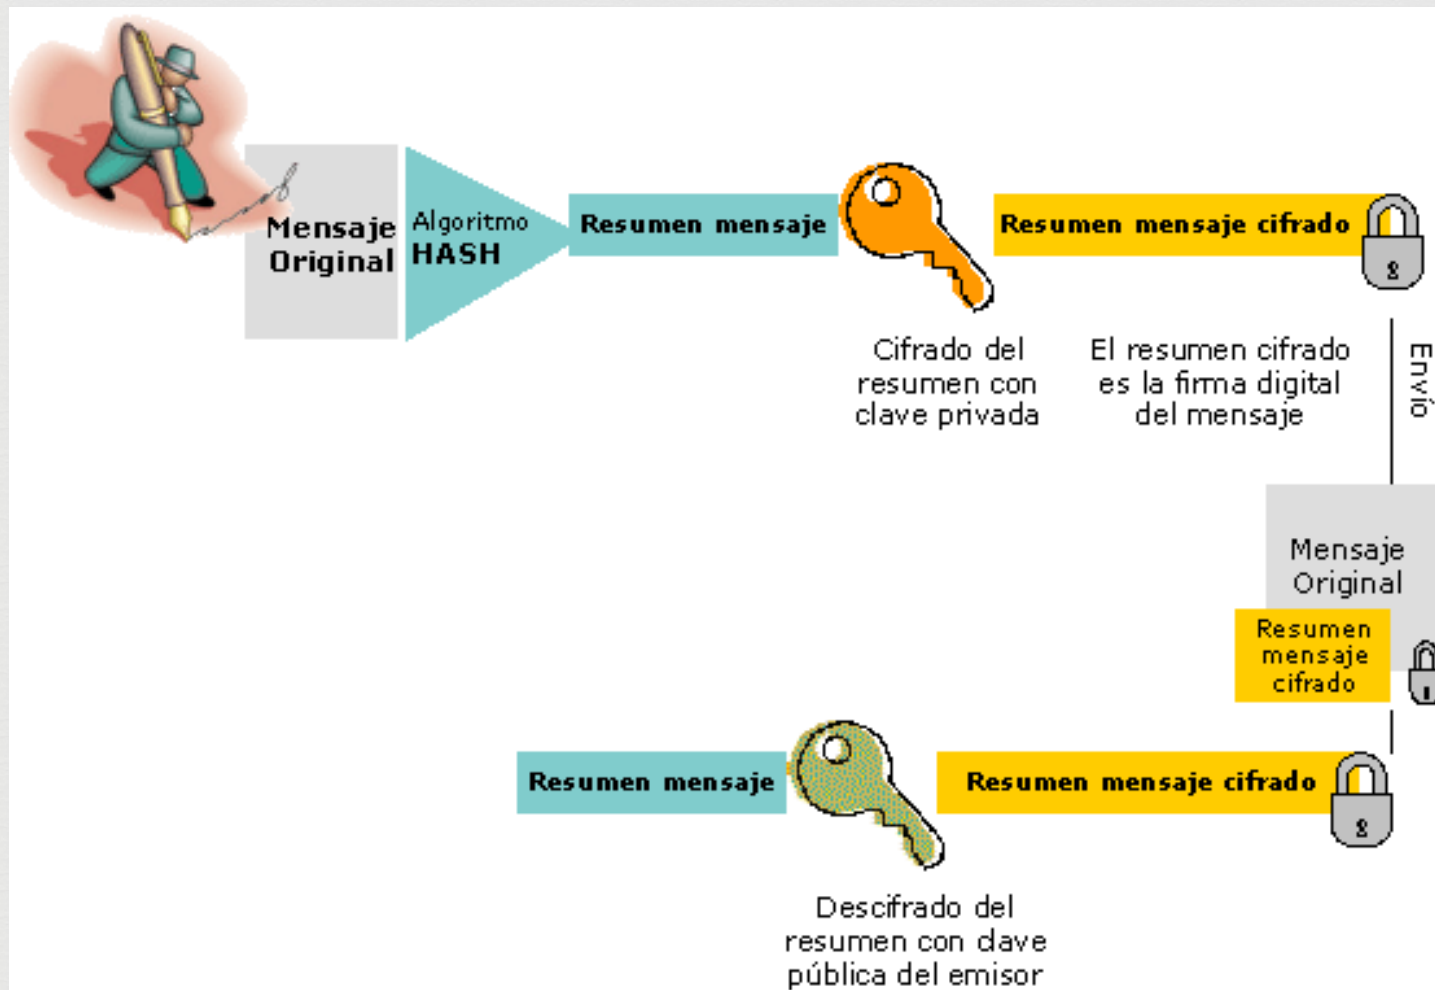 Mensaje
Original
Algoritmo
HASH
Resumen mensaje
Resumen mensaje cifrado
Cifrado del
resumen con
clave privada
El resumen cifrado
es la firma digital
del mensaje
Envío
Mensaje
Original
Resumen
mensaje
cifrado
Resumen mensaje
Resumen mensaje cifrado
Descifrado del
resumen con clave
pública del emisor